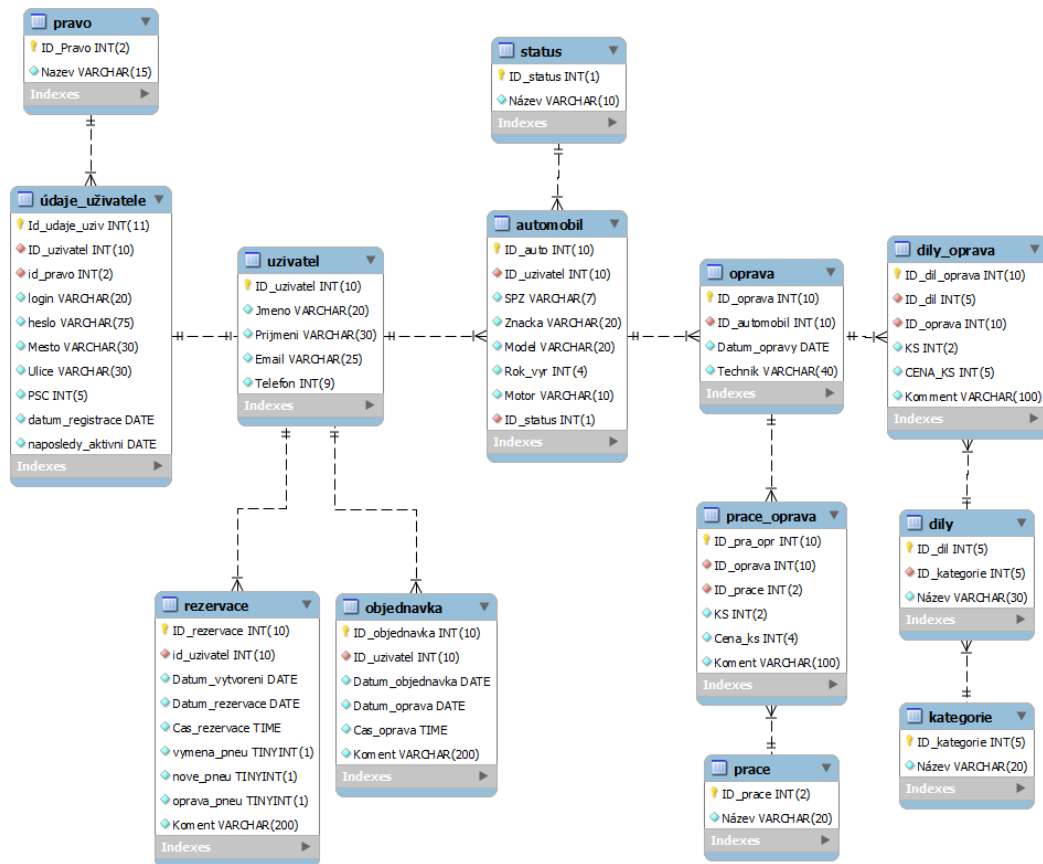 pravo
ID_Pravo INT(2)
Nazev VARCHAR(15)
Indexes
status
ID_status INT(1)
Název VARCHAR(10)
Indexes
údaje_uživatele
Id_udaje_uziv INT(11)
ID_uzivatel INT(10)
id_pravo INT(2)
login VARCHAR(20)
heslo VARCHAR(75)
Mesto VARCHAR(30)
Ulice VARCHAR(30)
PSC INT(5)
datum_registrace DATE
naposledy_aktivni DATE
Indexes
uzivatel
ID_uzivatel INT(10)
Jmeno VARCHAR(20)
Prijmeni VARCHAR(30)
Email VARCHAR(25)
Telefon INT(9)
Indexes
automobil
ID_auto INT(10)
ID_uzivatel INT(10)
SPZ VARCHAR(7)
Znacka VARCHAR(20)
Model VARCHAR(20)
Rok_vyr INT(4)
Motor VARCHAR(10)
ID_status INT(1)
Indexes
oprava
ID_oprava INT(10)
ID_automobil INT(10)
Datum_opravy DATE
Technik VARCHAR(40)
Indexes
dily_oprava
ID_dil_oprava INT(10)
ID_dil INT(5)
ID_oprava INT(10)
KS INT(2)
CENA_KS INT(5)
Komment VARCHAR(100)
Indexes
rezervace
ID_rezervace INT(10)
id_uzivatel INT(10)
Datum_vytvoreni DATE
Datum_rezervace DATE
Cas_rezervace TIME
vymena_pneu TINYINT(1)
nove_pneu TINYINT(1)
oprava_pneu TINYINT(1)
Koment VARCHAR(200)
Indexes
objednavka
ID_objednavka INT(10)
ID_uzivatel INT(10)
Datum_objednavka DATE
Datum_oprava DATE
Cas_oprava TIME
Koment VARCHAR(200)
Indexes
prace_oprava
ID_pra_opr INT(10)
ID_oprava INT(10)
ID_prace INT(2)
KS INT(2)
Cena_ks INT(4)
Koment VARCHAR(100)
Indexes
dily
ID_dil INT(5)
ID_kategorie INT(5)
Název VARCHAR(30)
Indexes
prace
ID_prace INT(2)
Název VARCHAR(20)
Indexes
kategorie
ID_kategorie INT(5)
Název VARCHAR(20)
Indexes